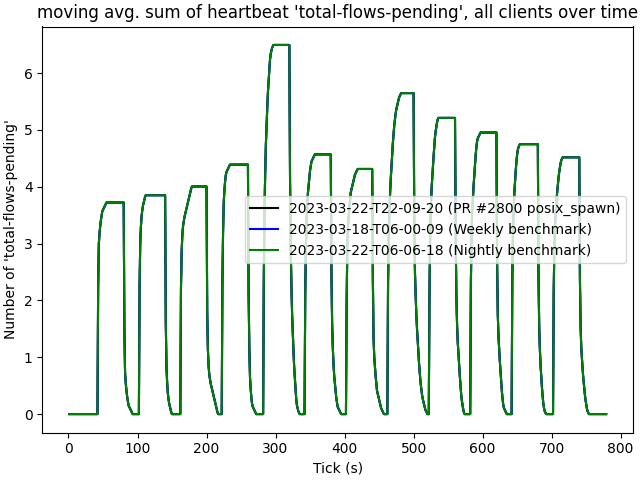 moving avg. sum of heartbeat 'total-flows-pending', all clients over time
Number of 'total-flows-pending'
6
5
4
3
2
1
0
2023-03-22-T22-09-20 (PR #2800 posix_spawn)
2023-03-18-T06-00-09 (Weekly benchmark)
2023-03-22-T06-06-18 (Nightly benchmark)
0 100 200 300 400 500 600 700 800
Tick (s)